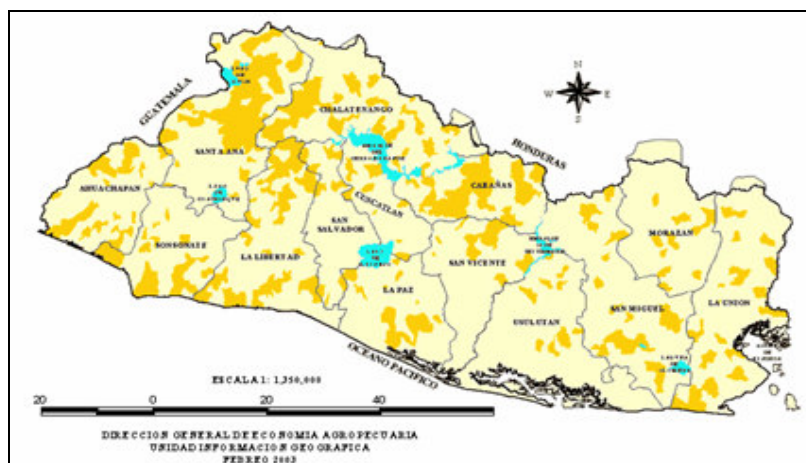 N
W E
S
GUATEMALA
CHALATENANGO
HONDURAS
SANTA ANA
CABAÑAS
AHUACHAPAN
CUSCATLAN
SAN
SALVADOR
MORAZAN
SONSONATE
LA LIBERTAD
SAN VICENTE
LA PAZ
SAN MIGUEL
LA UNION
USULUTAN
OCEANO PACIFICO
ESCALA 1: 1,350,000
20 0 20 40
DIRECCION GENERAL DE ECONOMIA AGROPECUARIA
UNIDAD INFORMACION GEOGRAFICA
FEBREO 2003